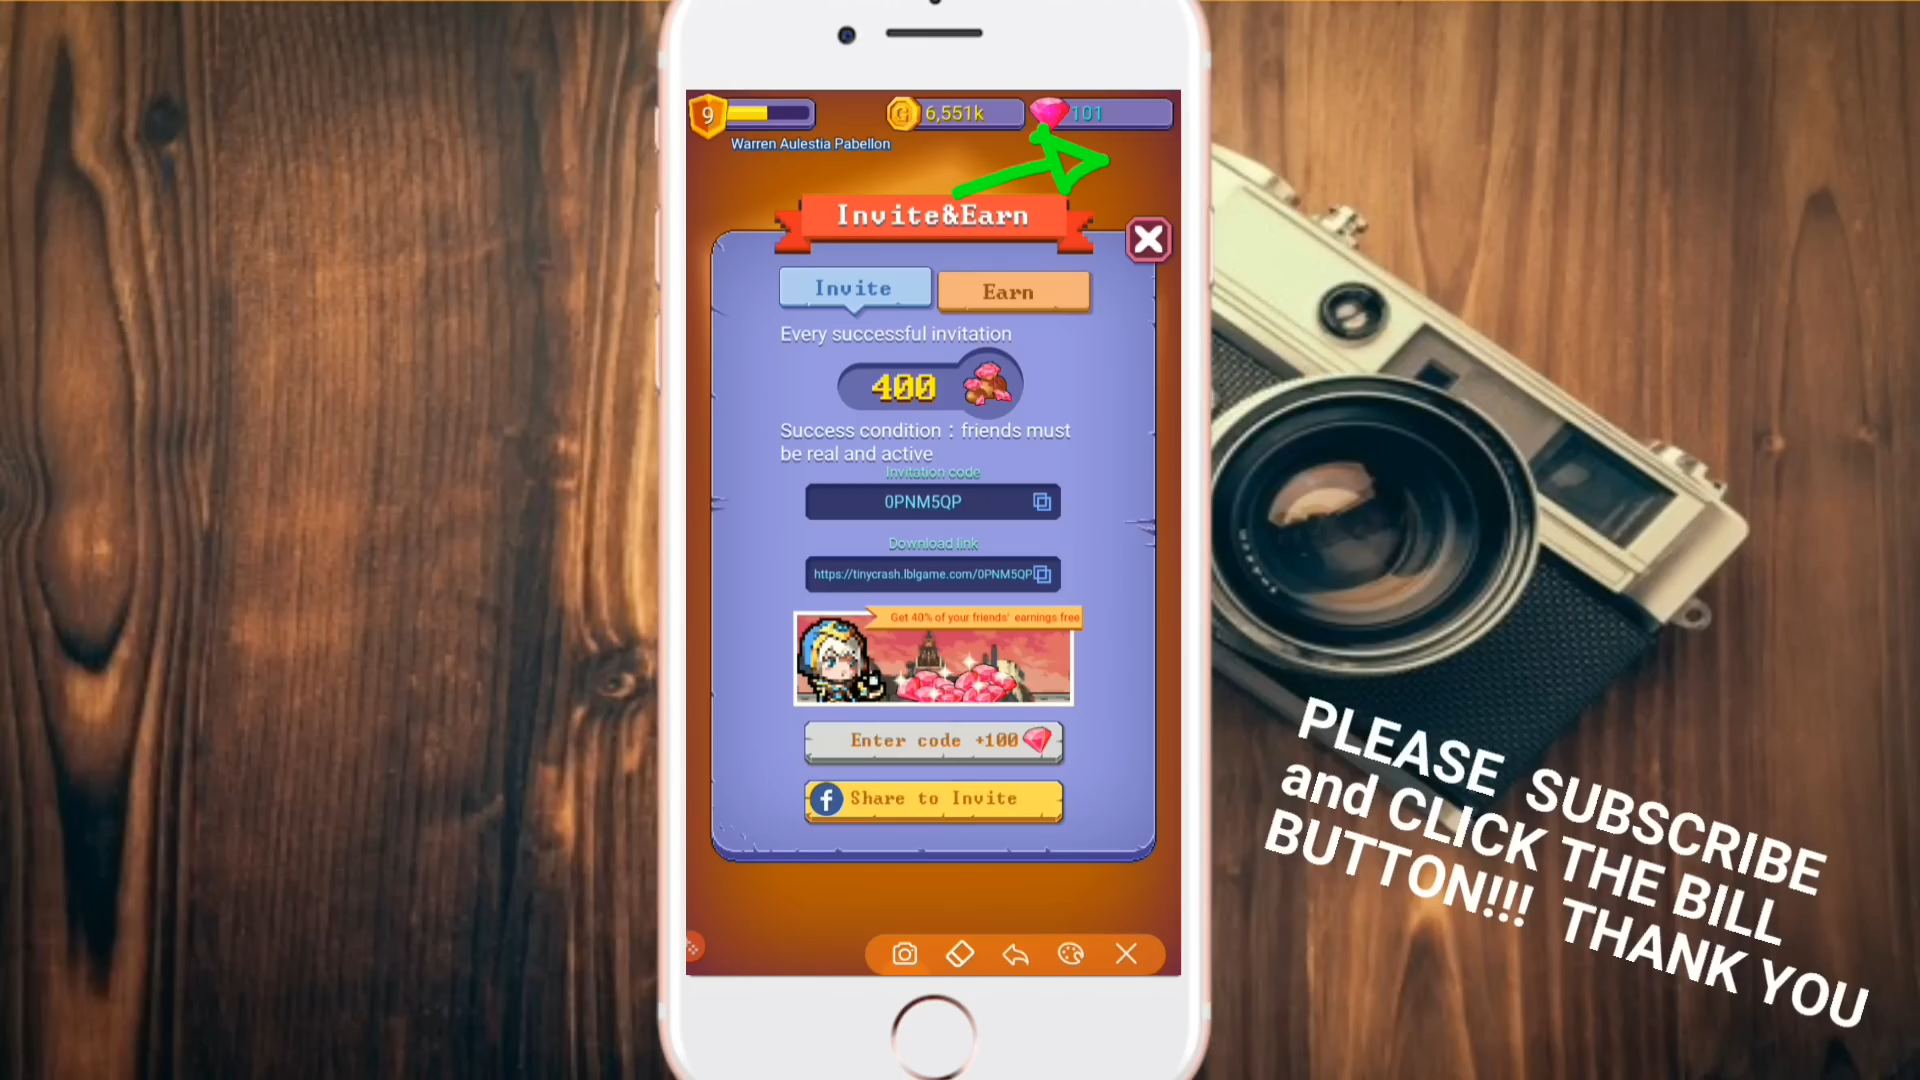 9
6,551k
101
Warren Aulestia Pabellon
Invite&Earn
Invite
Earn
Every successful invitation
400
Success condition : friends must
be real and active
Invitation code
0PNM5QP
Download link
https://tinycrash.lblgame.com/0PNM5QP
Get 40% of your friends' earnings free
Enter code +100
f Share to Invite
PLEASE SUBSCRIBE
and CLICK THE BILL
BUTTON!!! THANK YOU